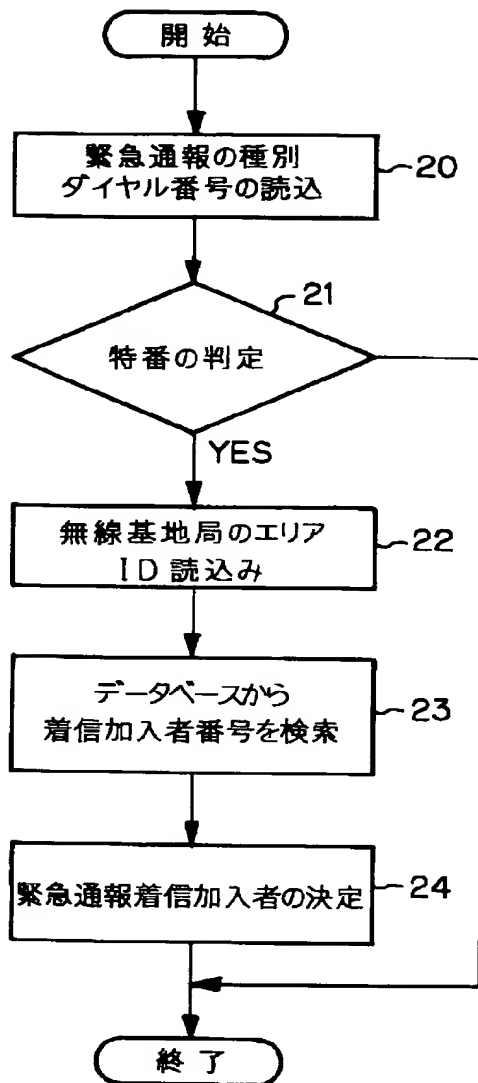 開始
緊急通報の種別
ダイヤル番号の読込
20
21
特番の判定
YES
無線基地局のエリア
ID 読込み
22
データベースから
着信加入者番号を検索
23
緊急通報着信加入者の決定
24
終了